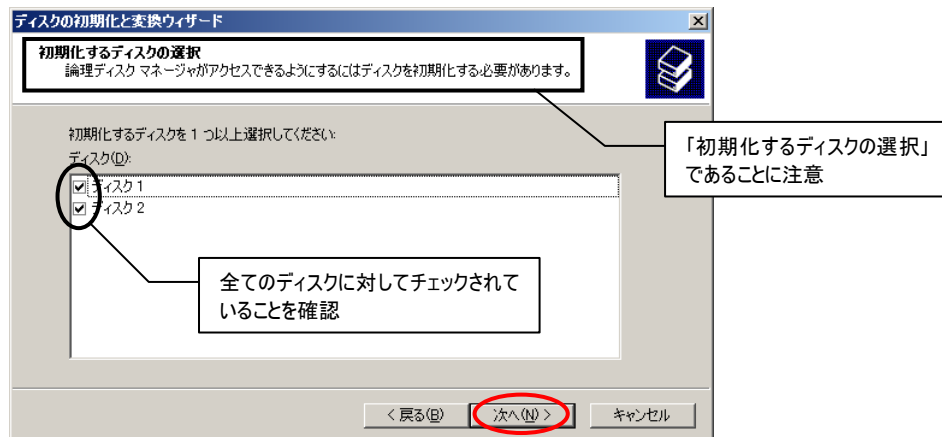 ディスクの初期化と変換ウィザード
初期化するディスクの選択
論理ディスク マネージャがアクセスできるようにするにはディスクを初期化する必要があります。
「初期化するディスクの選択」
であることに注意
初期化するディスクを 1 つ以上選択してください:
ディスク(D):
ディスク 1
ディスク 2
全てのディスクに対してチェックされて
いることを確認
< 戻る(B)
次へ(N) >
キャンセル